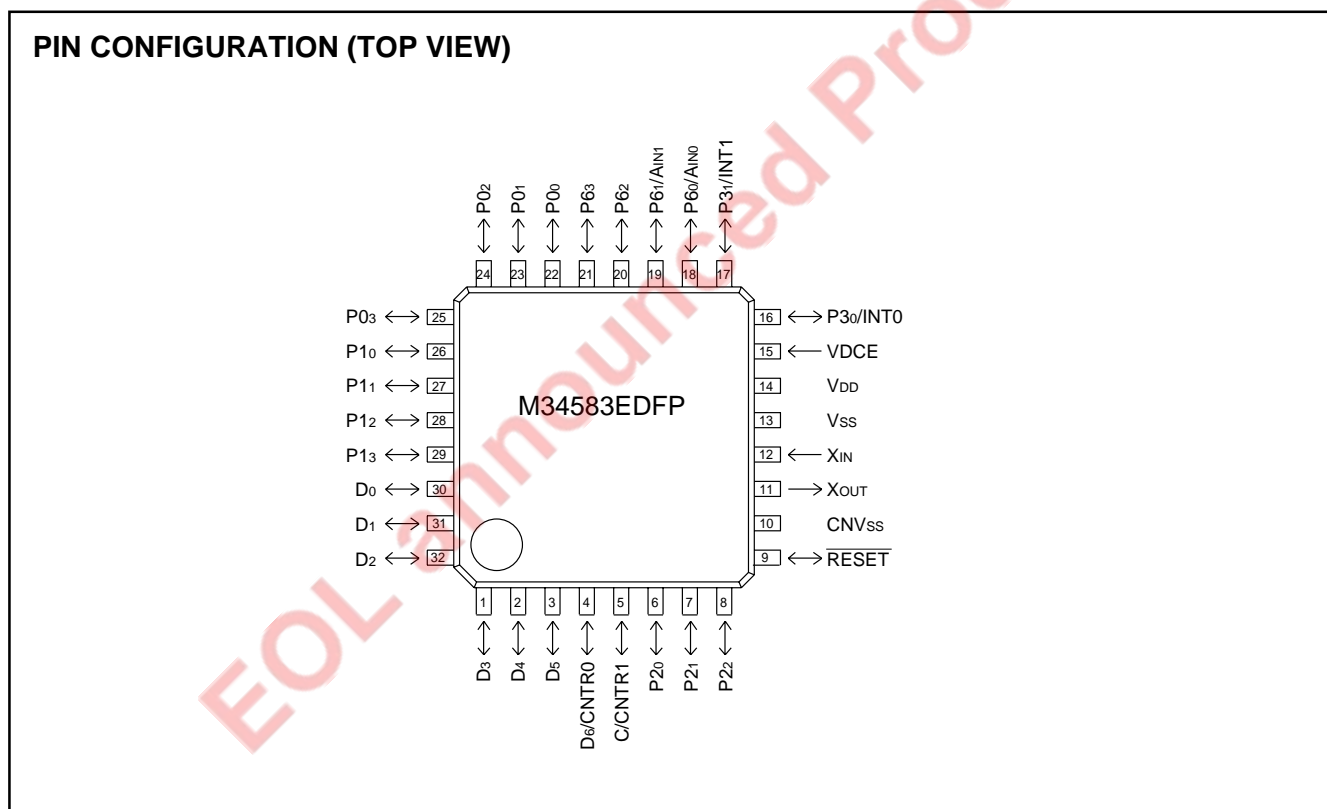 PIN CONFIGURATION (TOP VIEW)
P02
P01
P00
P63
P62
P61/AIN1
P60/AIN0
P31/INT1
24
23
22
21
20
19
18
17
P03
25
P10
26
P11
27
P12
28
P13
29
D0
30
D1
31
D2
32
M34583EDFP
16
P30/INT0
15
VDCE
14
VDD
13
VSS
12
XIN
11
XOUT
10
CNVSS
9
RESET
1
2
3
4
5
6
7
8
D3
D4
D5
D6/CNTR0
C/CNTR1
P20
P21
P22
EOL announced Pro